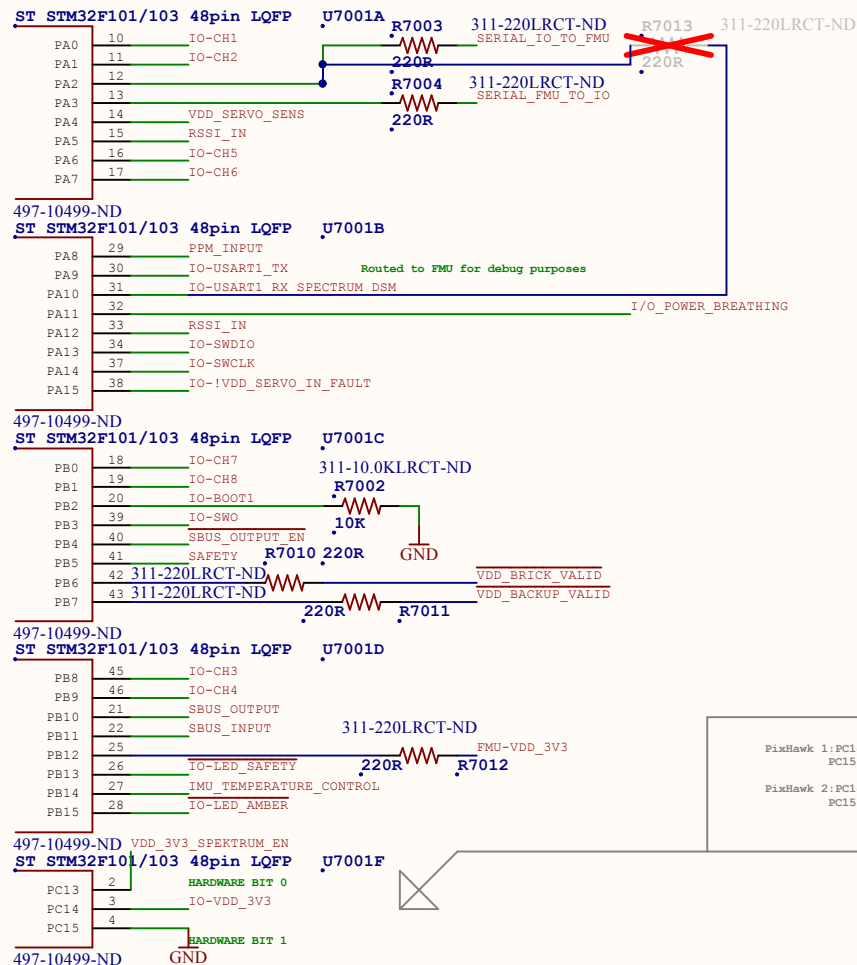 ST STM32F101/103 48pin LQFP U7001A
R7003 311-220LRCT-ND R7013 311-220LRCT-ND
PA0 10 IO-CH1 SERIAL_IO_TO_FMU
PA1 11 IO-CH2 220R 220R
PA2 12 R7004 311-220LRCT-ND
PA3 13 SERIAL_FMU_TO_IO
PA4 14 VDD_SERVO_SENS 220R
PA5 15 RSSI_IN
PA6 16 IO-CH5
PA7 17 IO-CH6
497-10499-ND
ST STM32F101/103 48pin LQFP U7001B
PA8 29 PPM_INPUT
PA9 30 IO-USART1_TX Routed to FMU for debug purposes
PA10 31 IO-USART1_RX_SPECTRUM_DSM
PA11 32 I/O_POWER_BREATHING
PA12 33 RSSI_IN
PA13 34 IO-SWDIO
PA14 37 IO-SWCLK
PA15 38 IO-!VDD_SERVO_IN_FAULT
497-10499-ND
ST STM32F101/103 48pin LQFP U7001C
PB0 18 IO-CH7 311-10.0KLRCT-ND
PB1 19 IO-CH8 R7002
PB2 20 IO-BOOT1
PB3 39 IO-SWO 10K
PB4 40 SBUS_OUTPUT_EN GND
PB5 41 SAFETY R7010 220R
PB6 42 311-220LRCT-ND VDD_BRICK_VALID
PB7 43 311-220LRCT-ND VDD_BACKUP_VALID
220R R7011
497-10499-ND
ST STM32F101/103 48pin LQFP U7001D
PB8 45 IO-CH3
PB9 46 IO-CH4
PB10 21 SBUS_OUTPUT
PB11 22 SBUS_INPUT 311-220LRCT-ND
PB12 25 FMU-VDD_3V3
PB13 26 IO-LED_SAFETY 220R R7012
PB14 27 IMU_TEMPERATURE_CONTROL
PB15 28 IO-LED_AMBER
PixHawk 1:PC1
PC15
PixHawk 2:PC1
PC15
497-10499-ND VDD_3V3_SPEKTRUM_EN
ST STM32F101/103 48pin LQFP U7001F
PC13 2 HARDWARE BIT 0
PC14 3 IO-VDD_3V3
PC15 4
HARDWARE BIT 1
497-10499-ND GND